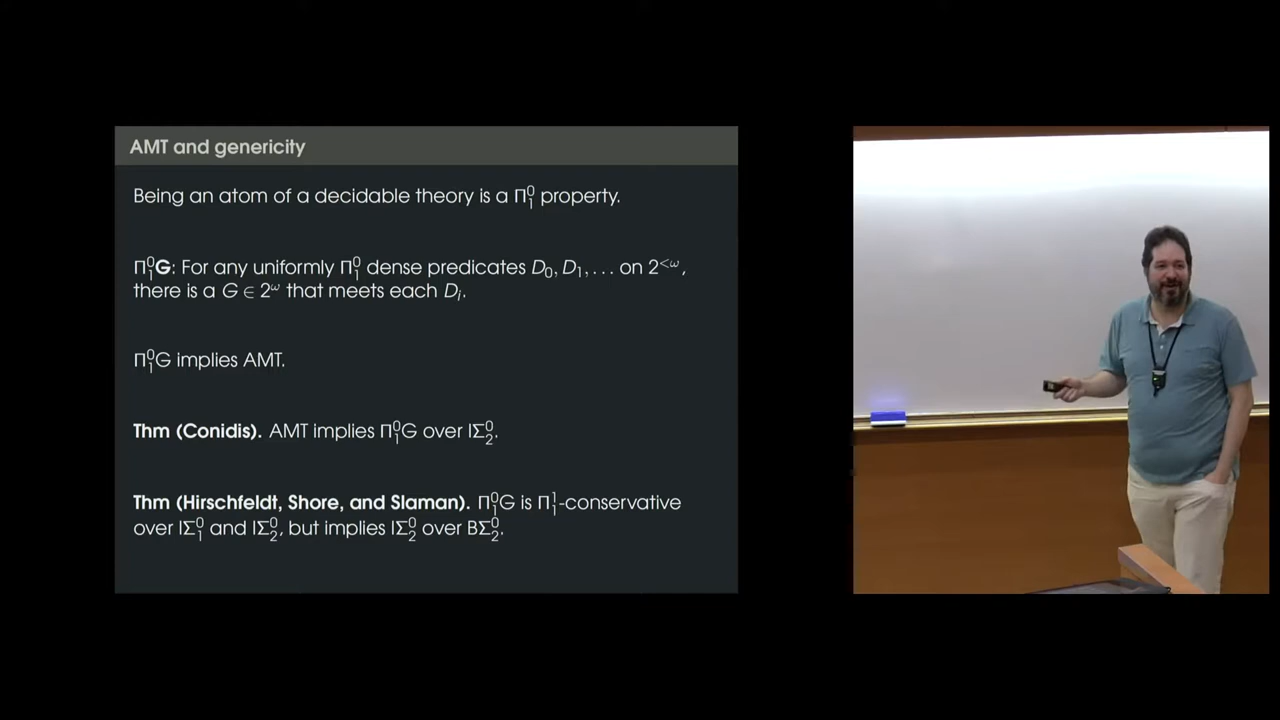 AMT and genericity
Being an atom of a decidable theory is a Π⁰₁ property.
Π⁰₁G: For any uniformly Π⁰₁ dense predicates D₀, D₁, . . . on 2^{<ω},
there is a G ∈ 2^ω that meets each Dᵢ.
Π⁰₁G implies AMT.
Thm (Conidis). AMT implies Π⁰₁G over IΣ⁰₂.
Thm (Hirschfeldt, Shore, and Slaman). Π⁰₁G is Π¹₁-conservative
over IΣ⁰₁ and IΣ⁰₂, but implies IΣ⁰₂ over BΣ⁰₂.